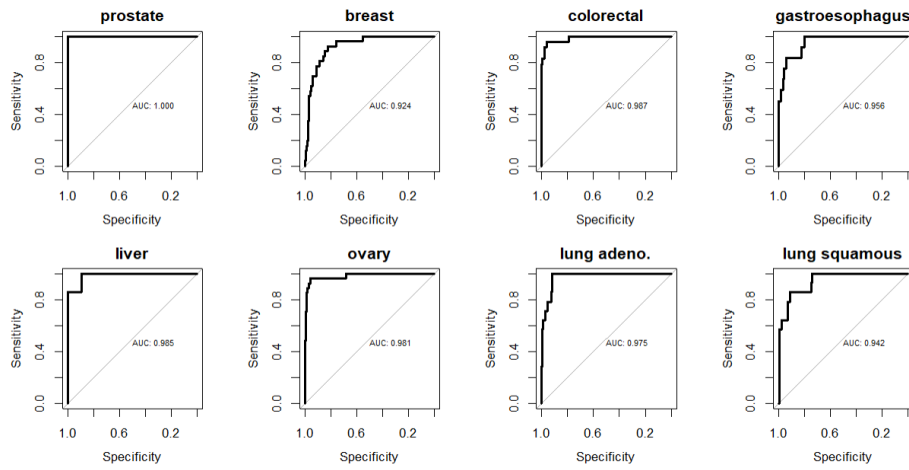 prostate
Sensitivity
0.0 0.4 0.8
AUC: 1.000
1.0 0.6 0.2
Specificity
breast
Sensitivity
0.0 0.4 0.8
AUC: 0.924
1.0 0.6 0.2
Specificity
colorectal
Sensitivity
0.0 0.4 0.8
AUC: 0.987
1.0 0.6 0.2
Specificity
gastroesophagus
Sensitivity
0.0 0.4 0.8
AUC: 0.956
1.0 0.6 0.2
Specificity
liver
Sensitivity
0.0 0.4 0.8
AUC: 0.985
1.0 0.6 0.2
Specificity
ovary
Sensitivity
0.0 0.4 0.8
AUC: 0.981
1.0 0.6 0.2
Specificity
lung adeno.
Sensitivity
0.0 0.4 0.8
AUC: 0.975
1.0 0.6 0.2
Specificity
lung squamous
Sensitivity
0.0 0.4 0.8
AUC: 0.942
1.0 0.6 0.2
Specificity